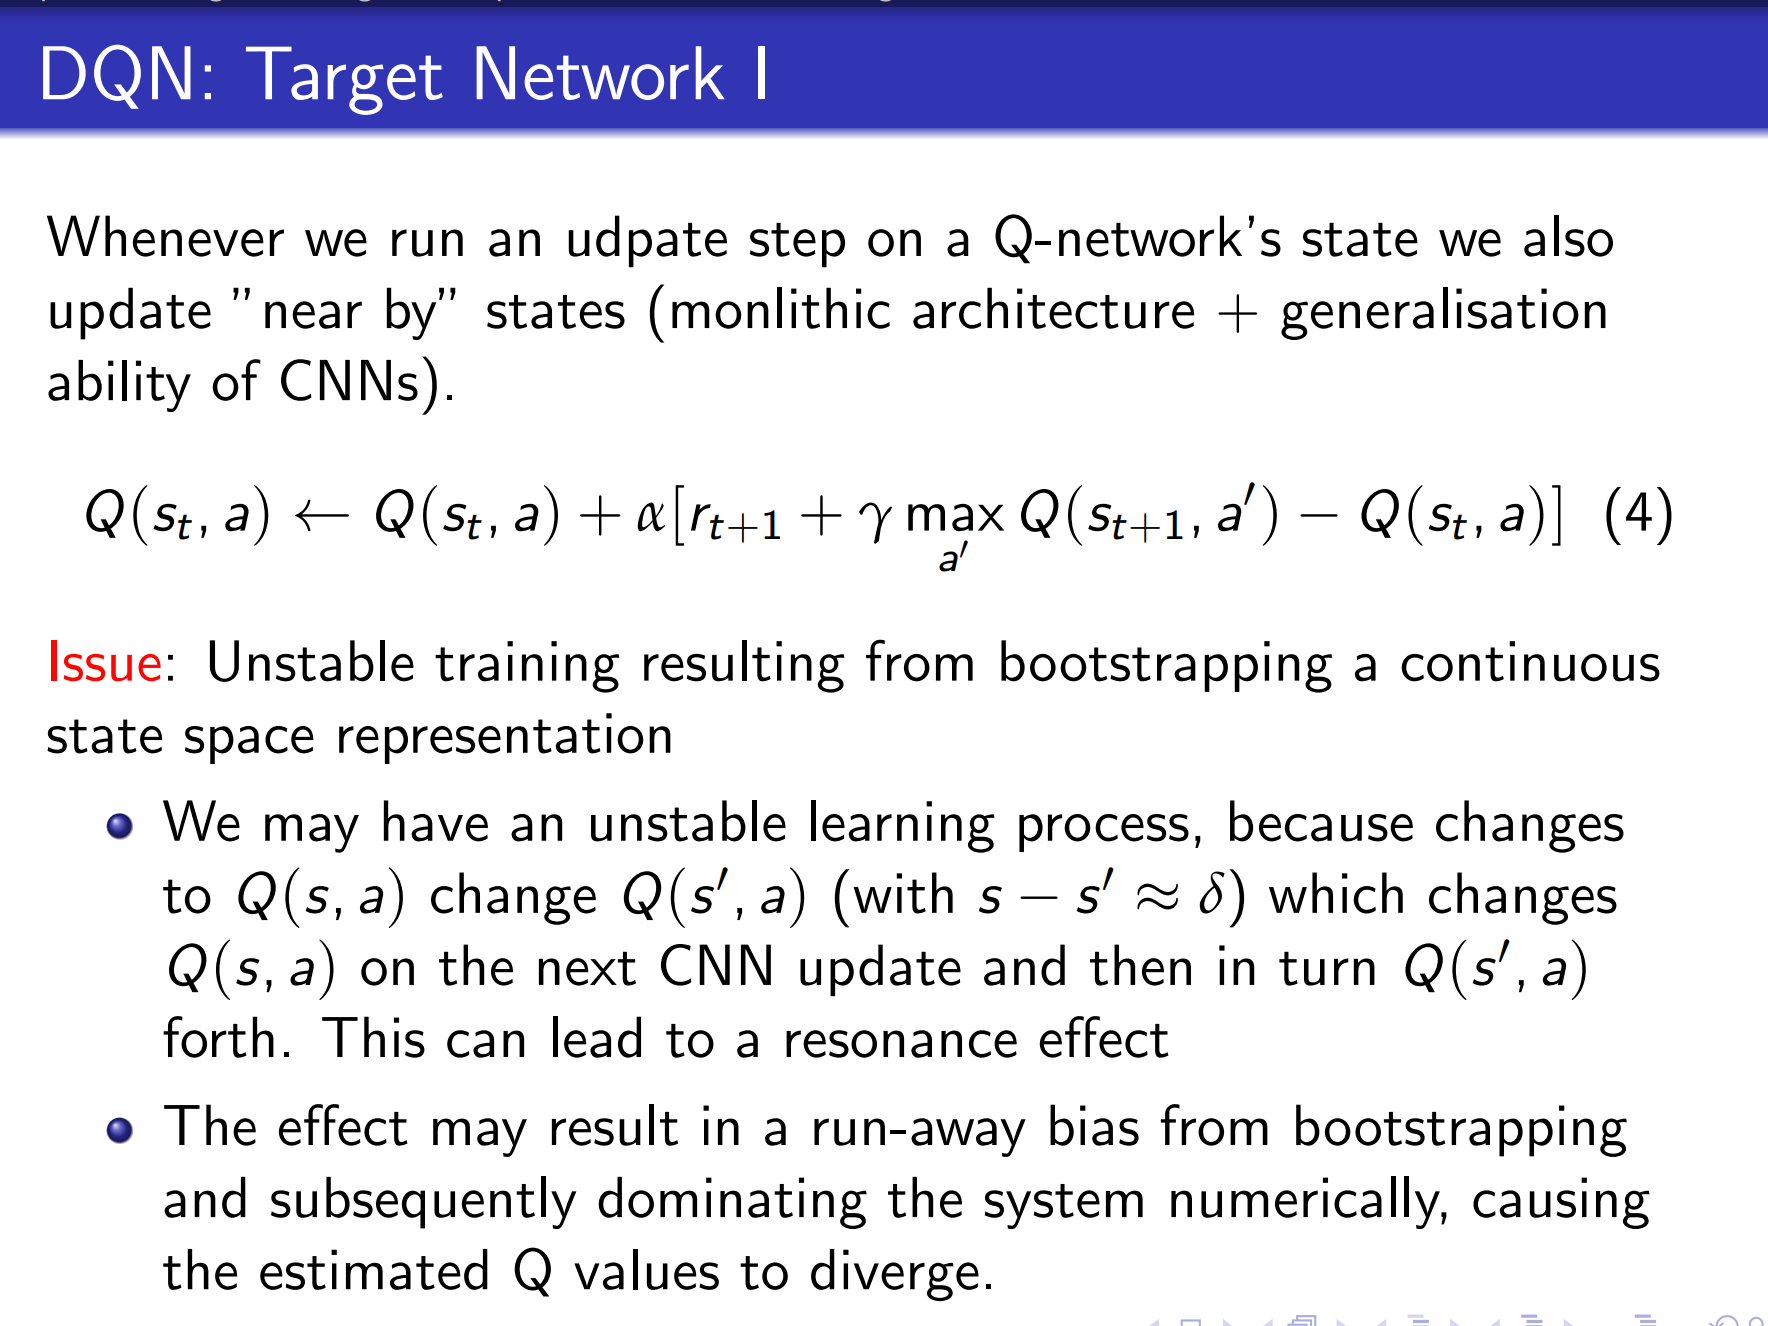 DQN: Target Network I
Whenever we run an udpate step on a Q-network's state we also
update ”near by” states (monlithic architecture + generalisation
ability of CNNs).
Q(s_t, a) ← Q(s_t, a) + α[r_{t+1} + γ max_{a′} Q(s_{t+1}, a′) − Q(s_t, a)] (4)
Issue: Unstable training resulting from bootstrapping a continuous
state space representation
We may have an unstable learning process, because changes
to Q(s, a) change Q(s′, a) (with s − s′ ≈ δ) which changes
Q(s, a) on the next CNN update and then in turn Q(s′, a)
forth. This can lead to a resonance effect
The effect may result in a run-away bias from bootstrapping
and subsequently dominating the system numerically, causing
the estimated Q values to diverge.